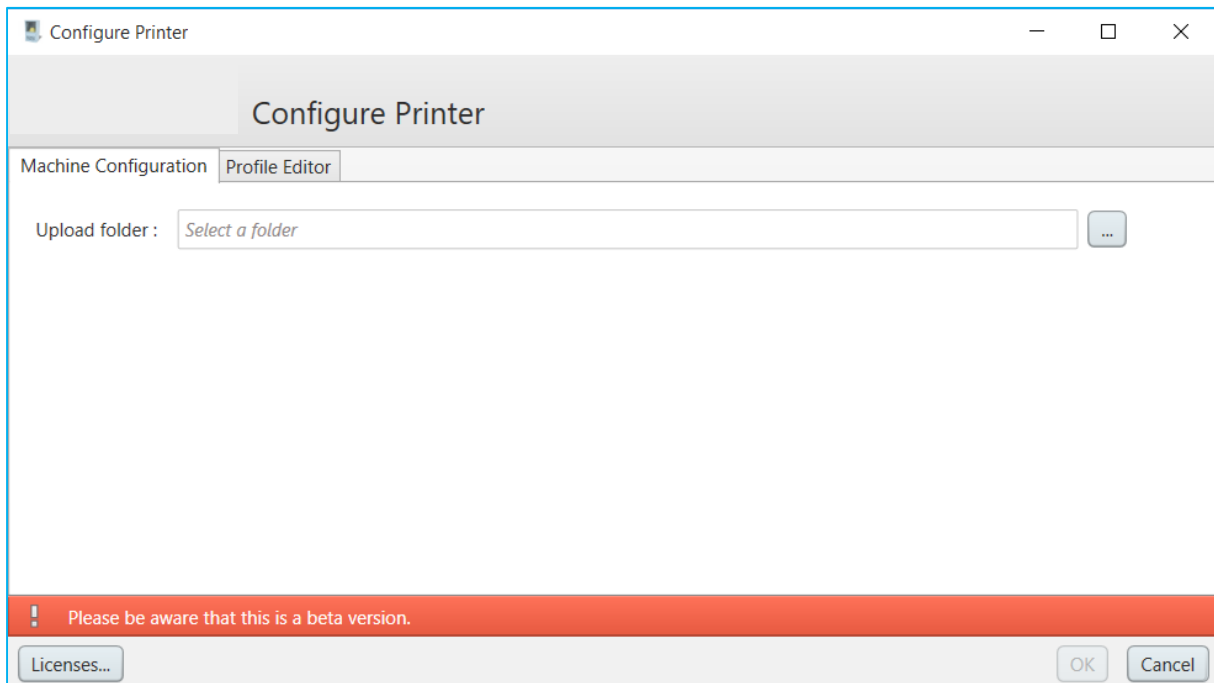 Configure Printer
Configure Printer
Machine Configuration Profile Editor
Upload folder : Select a folder ...
Please be aware that this is a beta version.
Licenses... OK Cancel